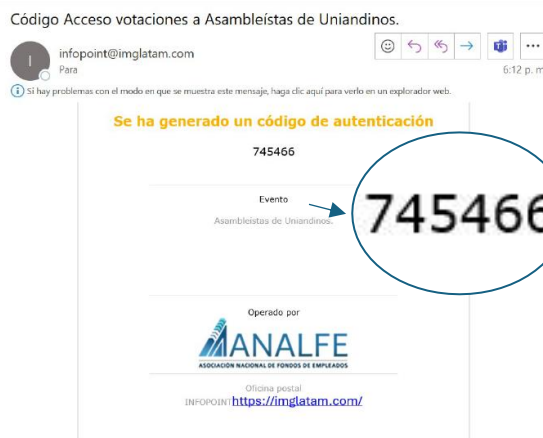 Código Acceso votaciones a Asambleístas de Uniandinos.
I
infopoint@imglatam.com
Para
6:12 p. m
Si hay problemas con el modo en que se muestra este mensaje, haga clic aquí para verlo en un explorador web.
Se ha generado un código de autenticación
745466
Evento
Asambleístas de Uniandinos.
745466
Operado por
ANALFE
ASOCIACIÓN NACIONAL DE FONDOS DE EMPLEADOS
Oficina postal
INFOPOINT https://imglatam.com/